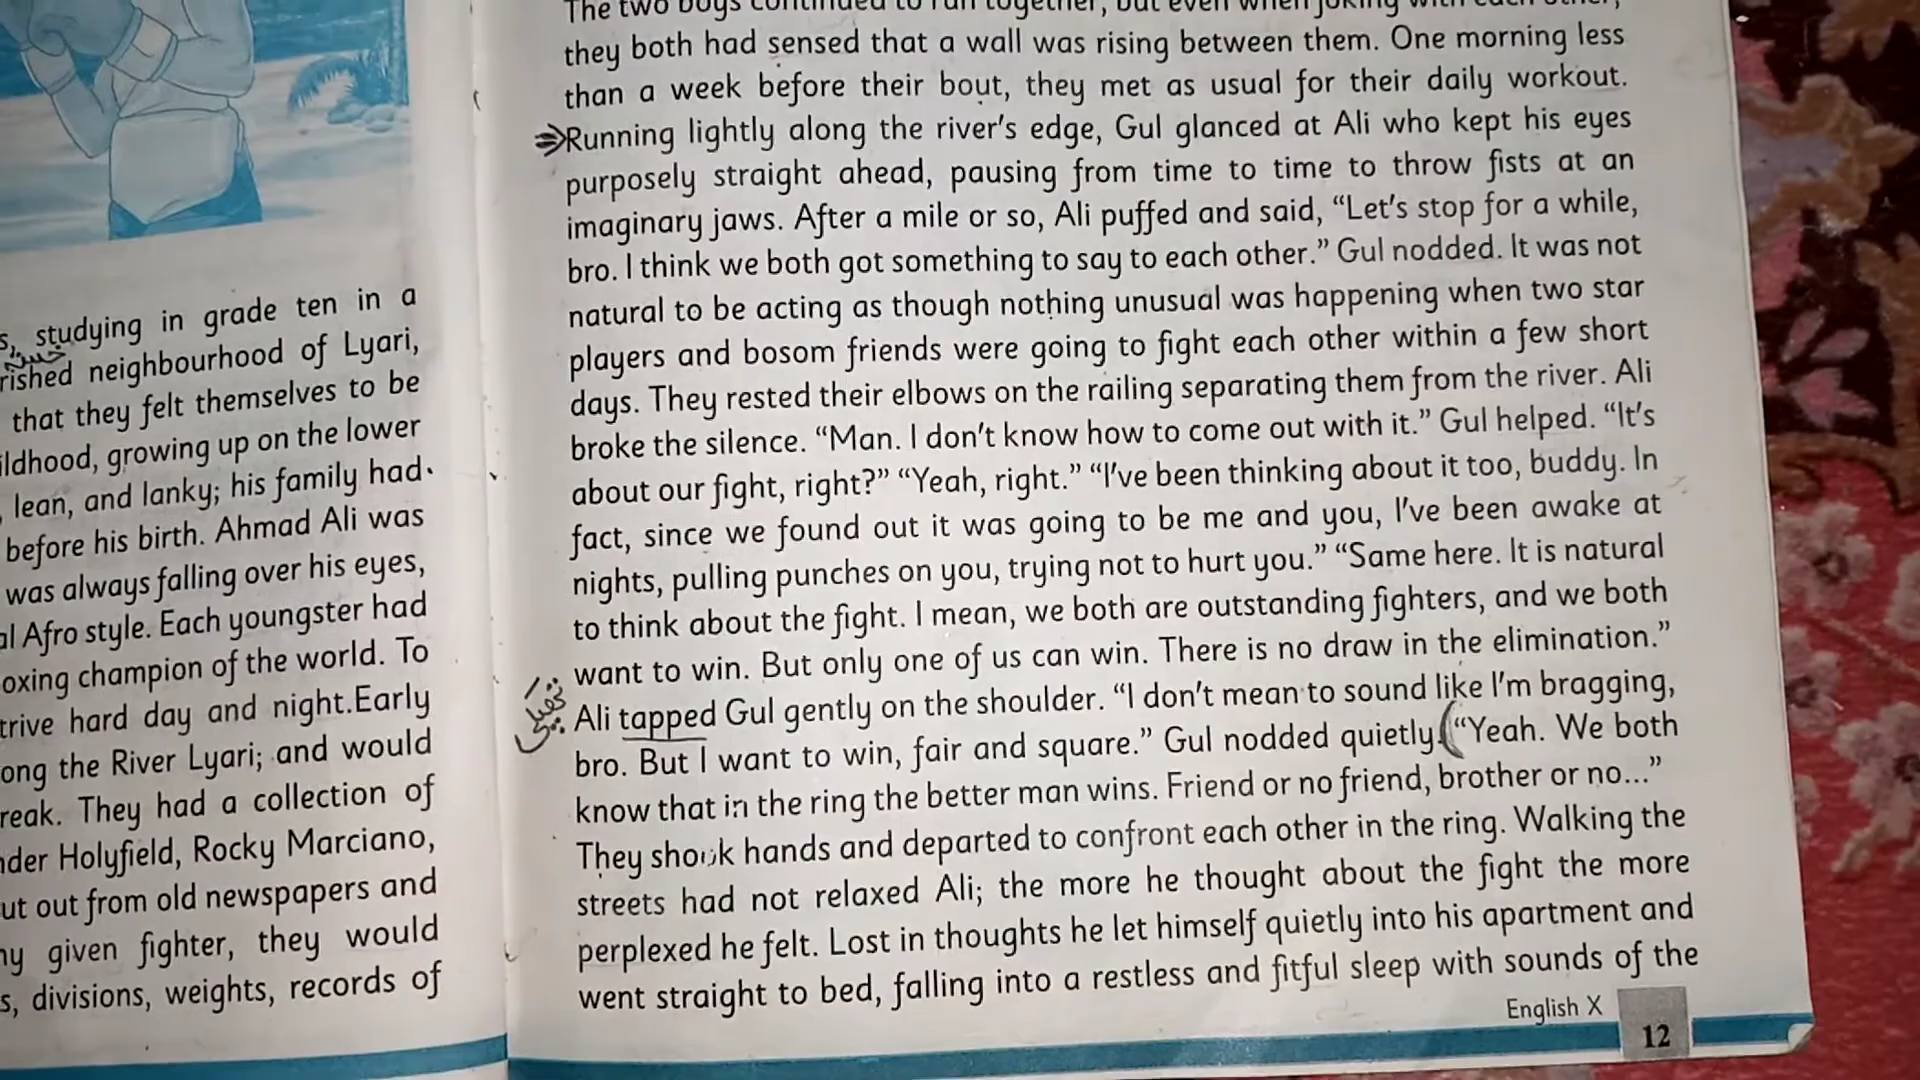 studying in grade ten in a
neighbourhood of Lyari,
that they felt themselves to be
growing up on the lower
lean, and lanky; his family had
before his birth. Ahmad Ali was
was always falling over his eyes,
Afro style. Each youngster had
champion of the world. To
hard day and night.Early
the River Lyari; and would
They had a collection of
Holyfield, Rocky Marciano,
out from old newspapers and
given fighter, they would
divisions, weights, records of
The two boys continued to run together, but even when joking with each other,
they both had sensed that a wall was rising between them. One morning less
than a week before their bout, they met as usual for their daily workout.
Running lightly along the river's edge, Gul glanced at Ali who kept his eyes
purposely straight ahead, pausing from time to time to throw fists at an
imaginary jaws. After a mile or so, Ali puffed and said, “Let's stop for a while,
bro. I think we both got something to say to each other.” Gul nodded. It was not
natural to be acting as though nothing unusual was happening when two star
players and bosom friends were going to fight each other within a few short
days. They rested their elbows on the railing separating them from the river. Ali
broke the silence. “Man. I don't know how to come out with it.” Gul helped. “It's
about our fight, right?” “Yeah, right.” “I've been thinking about it too, buddy. In
fact, since we found out it was going to be me and you, I've been awake at
nights, pulling punches on you, trying not to hurt you.” “Same here. It is natural
to think about the fight. I mean, we both are outstanding fighters, and we both
want to win. But only one of us can win. There is no draw in the elimination.”
Ali tapped Gul gently on the shoulder. “I don't mean to sound like I'm bragging,
bro. But I want to win, fair and square.” Gul nodded quietly. “Yeah. We both
know that in the ring the better man wins. Friend or no friend, brother or no...”
They shook hands and departed to confront each other in the ring. Walking the
streets had not relaxed Ali; the more he thought about the fight the more
perplexed he felt. Lost in thoughts he let himself quietly into his apartment and
went straight to bed, falling into a restless and fitful sleep with sounds of the
English X
12